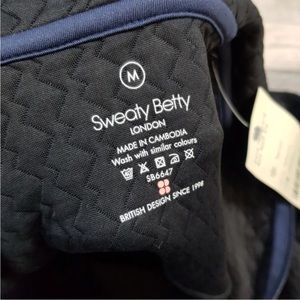 M
Sweaty Betty
LONDON
MADE IN CAMBODIA
Wash with similar colours
SB6647
BRITISH DESIGN SINCE 1998